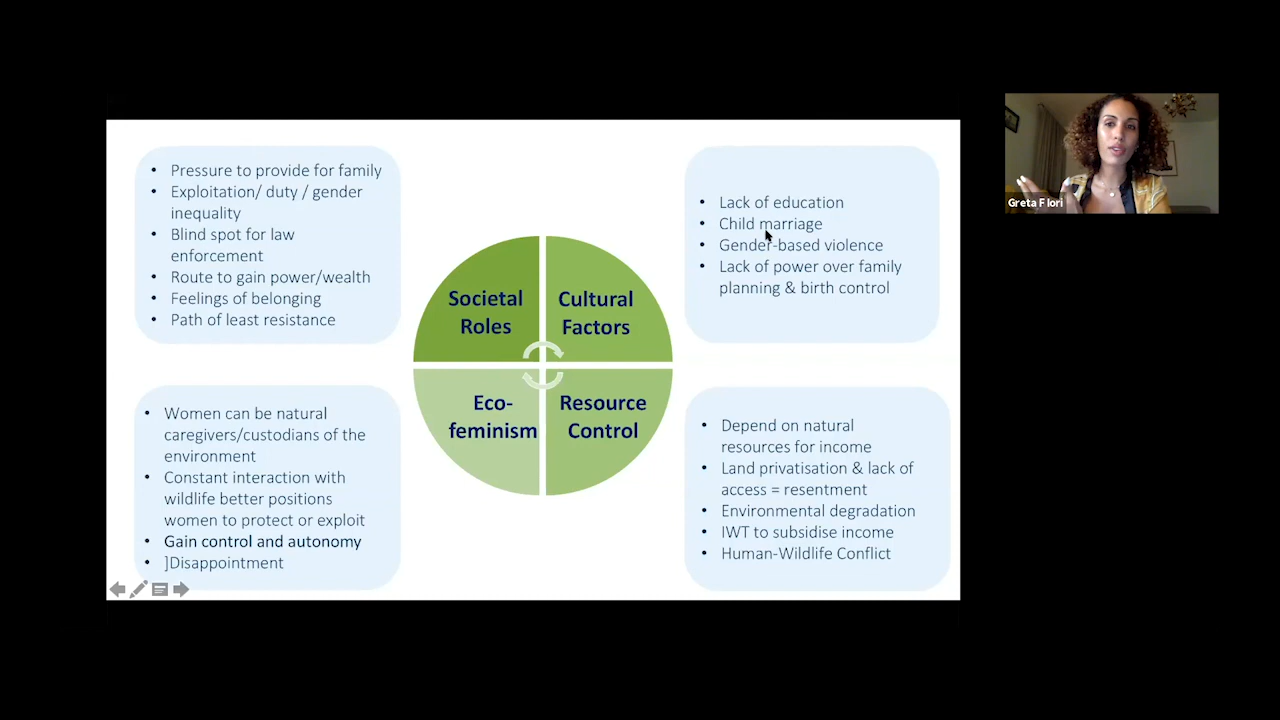 • Pressure to provide for family
• Exploitation/ duty / gender
inequality
• Blind spot for law
enforcement
• Route to gain power/wealth
• Feelings of belonging
• Path of least resistance
• Lack of education
• Child marriage
• Gender-based violence
• Lack of power over family
planning & birth control
Societal
Roles
Cultural
Factors
Eco-
feminism
Resource
Control
• Women can be natural
caregivers/custodians of the
environment
• Constant interaction with
wildlife better positions
women to protect or exploit
• Gain control and autonomy
• ]Disappointment
• Depend on natural
resources for income
• Land privatisation & lack of
access = resentment
• Environmental degradation
• IWT to subsidise income
• Human-Wildlife Conflict
Greta F Iori